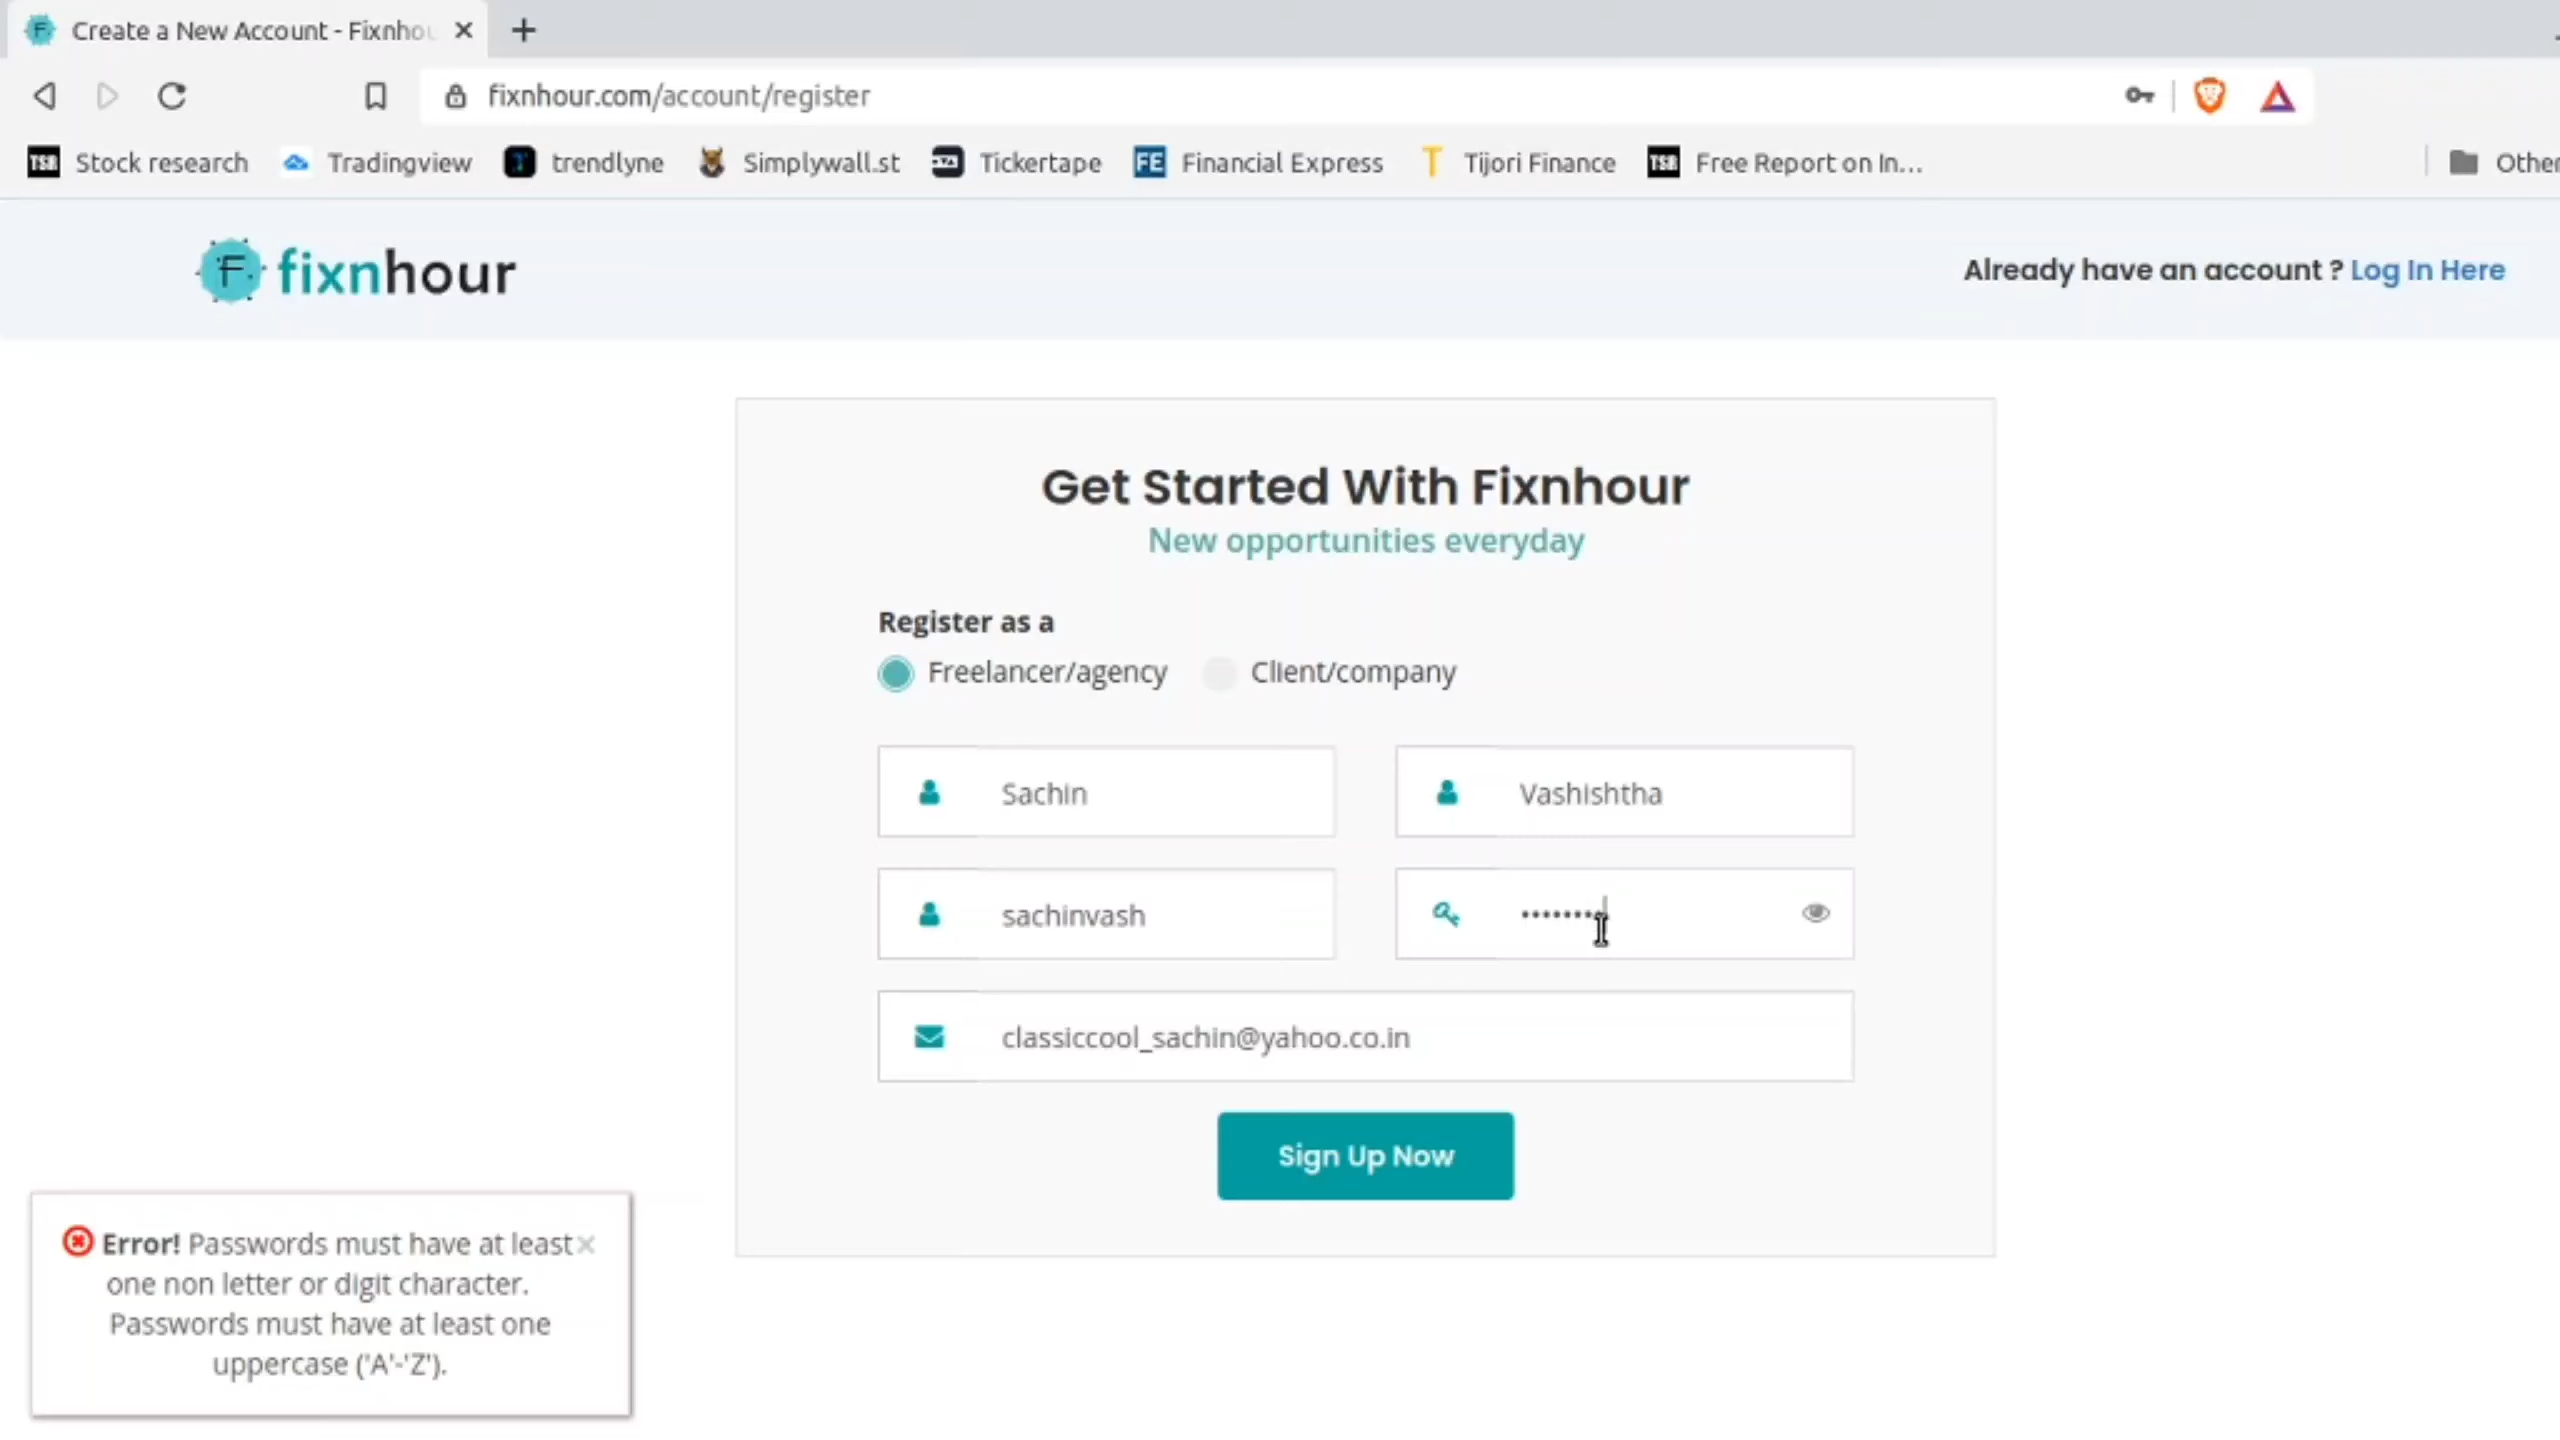 Create a New Account - Fixnhou
fixnhour.com/account/register
Stock research Tradingview trendlyne Simplywall.st Tickertape Financial Express Tijori Finance Free Report on In... Other
fixnhour
Already have an account ? Log In Here
Get Started With Fixnhour
New opportunities everyday
Register as a
Freelancer/agency Client/company
Sachin Vashishtha
sachinvash
classiccool_sachin@yahoo.co.in
Sign Up Now
Error! Passwords must have at least
one non letter or digit character.
Passwords must have at least one
uppercase ('A'-'Z').